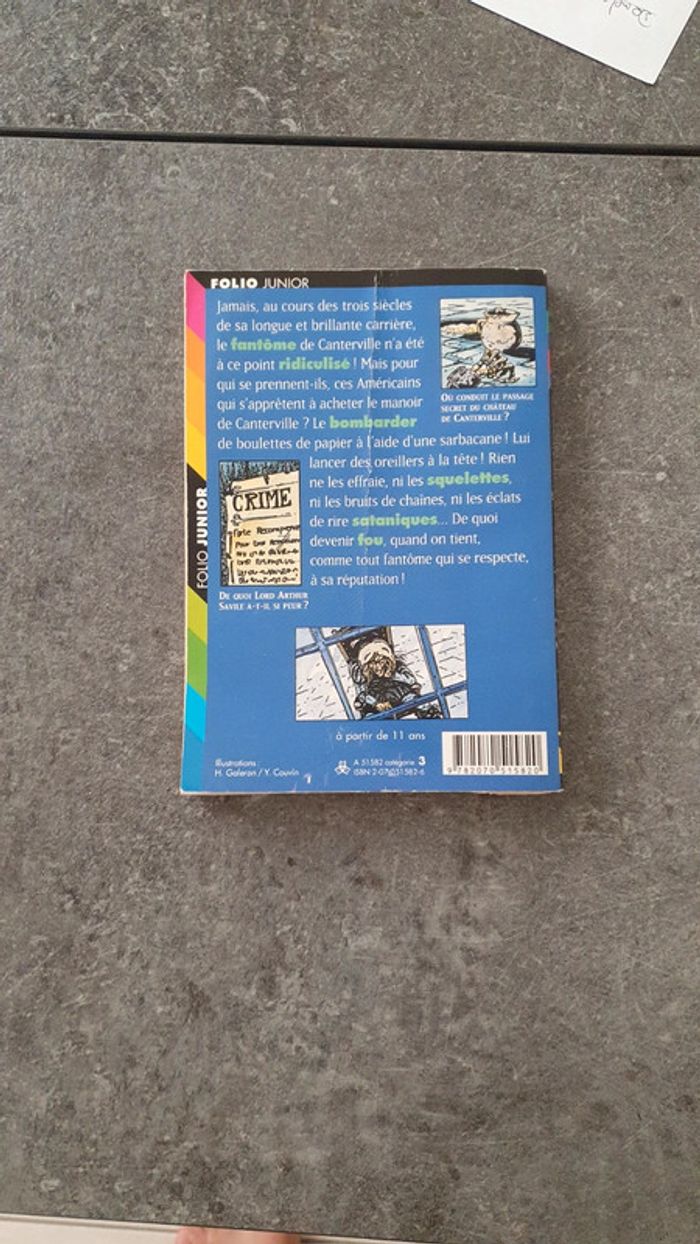 FOLIO JUNIOR
Jamais, au cours des trois siècles
de sa longue et brillante carrière,
le fantôme de Canterville n'a été
à ce point ridiculisé ! Mais pour
qui se prennent-ils, ces Américains
qui s'apprêtent à acheter le manoir
de Canterville ? Le bombarder
de boulettes de papier à l'aide d'une sarbacane ! Lui
lancer des oreillers à la tête ! Rien
ne les effraie, ni les squelettes,
ni les bruits de chaînes, ni les éclats
de rire sataniques... De quoi
devenir fou, quand on tient,
comme tout fantôme qui se respecte,
à sa réputation !
OU CONDUIT LE PASSAGE
SECRET DU CHÂTEAU
DE CANTERVILLE ?
CRIME
DE QUOI LORD ARTHUR
SAVILE A-T-IL SI PEUR ?
FOLIO JUNIOR
à partir de 11 ans
Illustrations :
H. Galeron / Y. Couvin
A 51582 catégorie 3
ISBN 2-07-051582-6
9 782070 515820